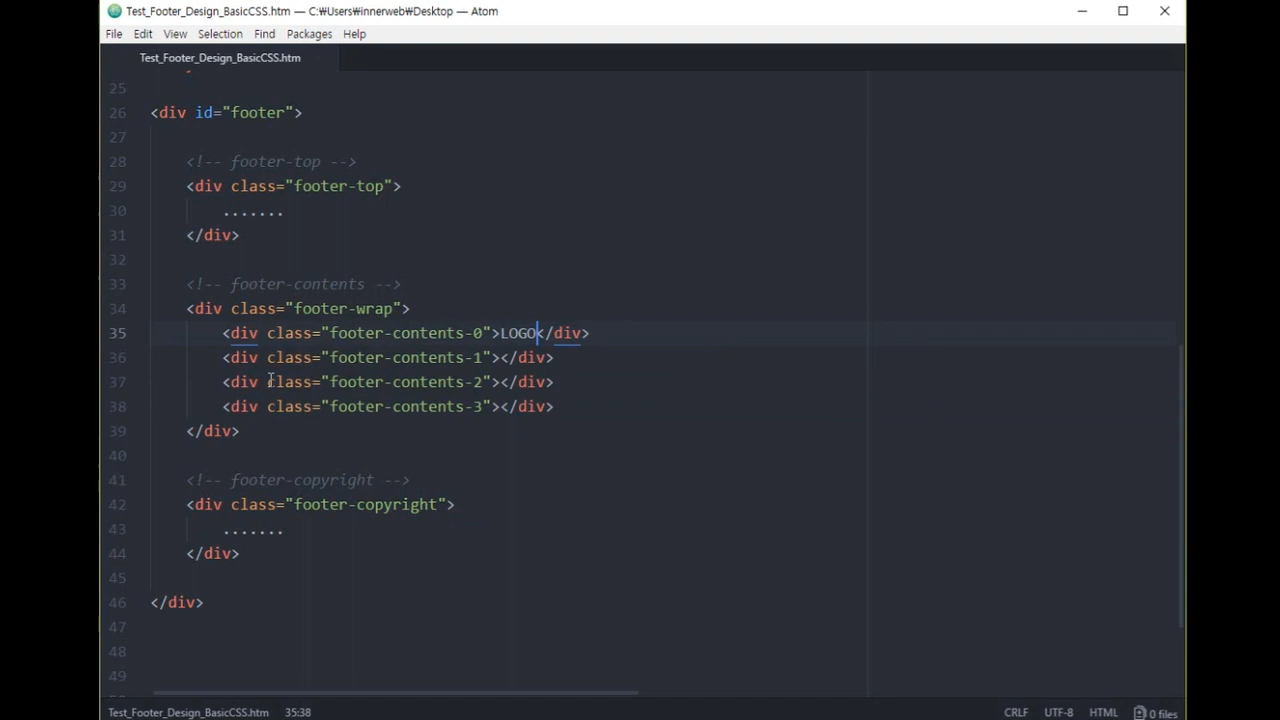 Test_Footer_Design_BasicCSS.htm — C:₩Users₩innerweb₩Desktop — Atom
File Edit View Selection Find Packages Help
Test_Footer_Design_BasicCSS.htm
25
26 <div id="footer">
27
28 <!-- footer-top -->
29 <div class="footer-top">
30 .......
31 </div>
32
33 <!-- footer-contents -->
34 <div class="footer-wrap">
35 <div class="footer-contents-0">LOGO</div>
36 <div class="footer-contents-1"></div>
37 <div class="footer-contents-2"></div>
38 <div class="footer-contents-3"></div>
39 </div>
40
41 <!-- footer-copyright -->
42 <div class="footer-copyright">
43 .......
44 </div>
45
46 </div>
47
48
49
Test_Footer_Design_BasicCSS.htm 35:38 CRLF UTF-8 HTML 0 files